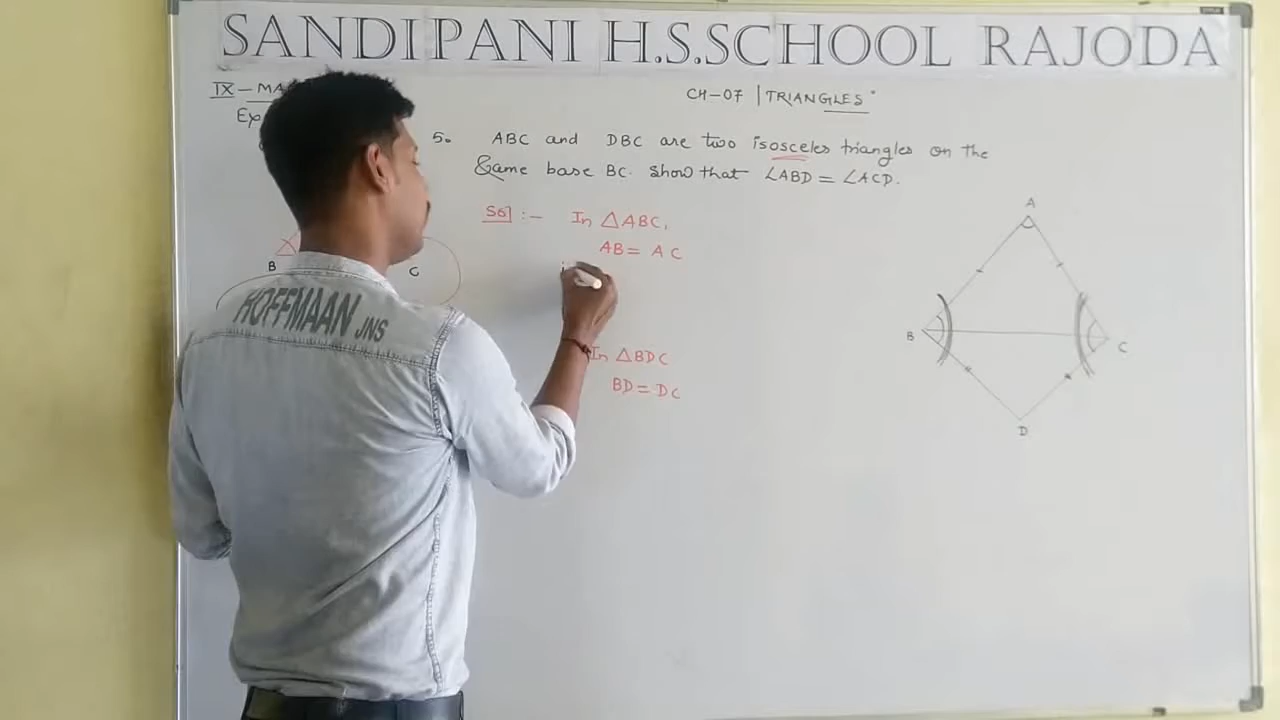 SANDIPANI H.S.SCHOOL RAJODA
IX - MA
CH-07 | TRIANGLES"
5. ABC and DBC are two isosceles triangles on the
same base BC. Show that ∠ABD = ∠ACD.
Sol :- In △ABC,
AB = AC
In △BDC
BD = DC
B
C
A
B
C
D
HOFFMAAN JNS